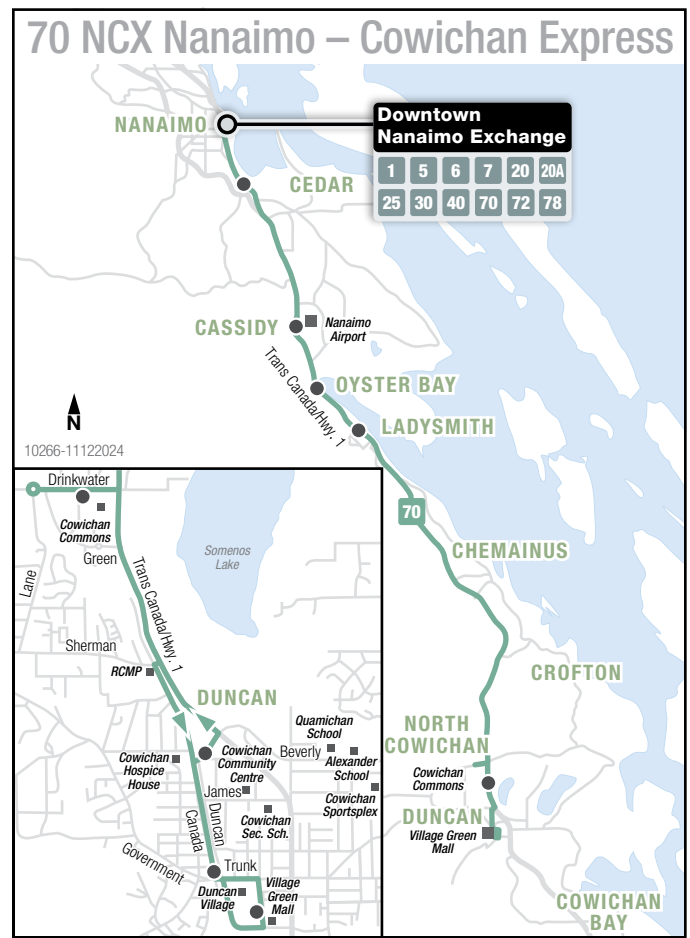 70 NCX Nanaimo – Cowichan Express
NANAIMO
Downtown
Nanaimo Exchange
1 5 6 7 20 20A
25 30 40 70 72 78
CEDAR
CASSIDY
Nanaimo
Airport
Trans Canada/Hwy. 1
OYSTER BAY
LADYSMITH
N
10266-11122024
70
CHEMAINUS
CROFTON
NORTH
COWICHAN
Cowichan
Commons
DUNCAN
Village Green
Mall
COWICHAN
BAY
Drinkwater
Cowichan
Commons
Green
Lane
Trans Canada/Hwy. 1
Somenos
Lake
Sherman
RCMP
DUNCAN
Quamichan
School
Beverly
Alexander
School
Cowichan
Sportsplex
Cowichan
Hospice
House
Cowichan
Community
Centre
James
Cowichan
Sec. Sch.
Canada
Duncan
Government
Trunk
Duncan
Village
Village
Green
Mall